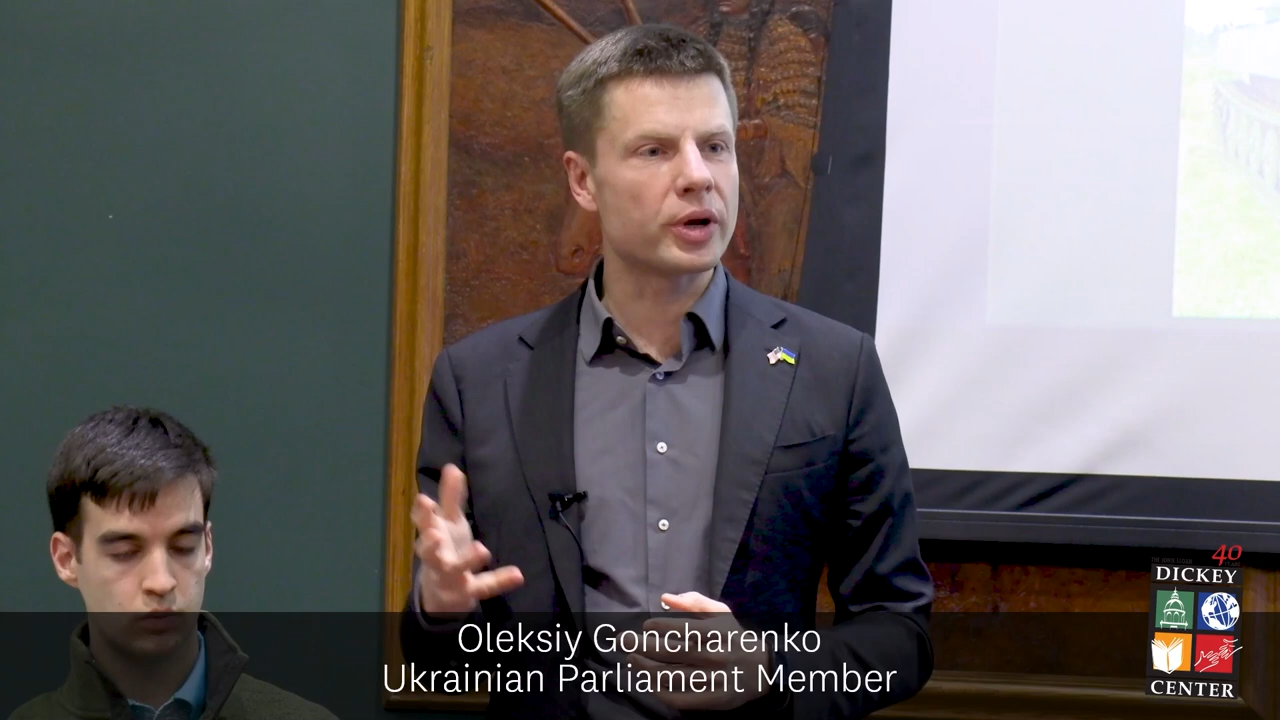 Oleksiy Goncharenko
Ukrainian Parliament Member
40
DICKEY
CENTER